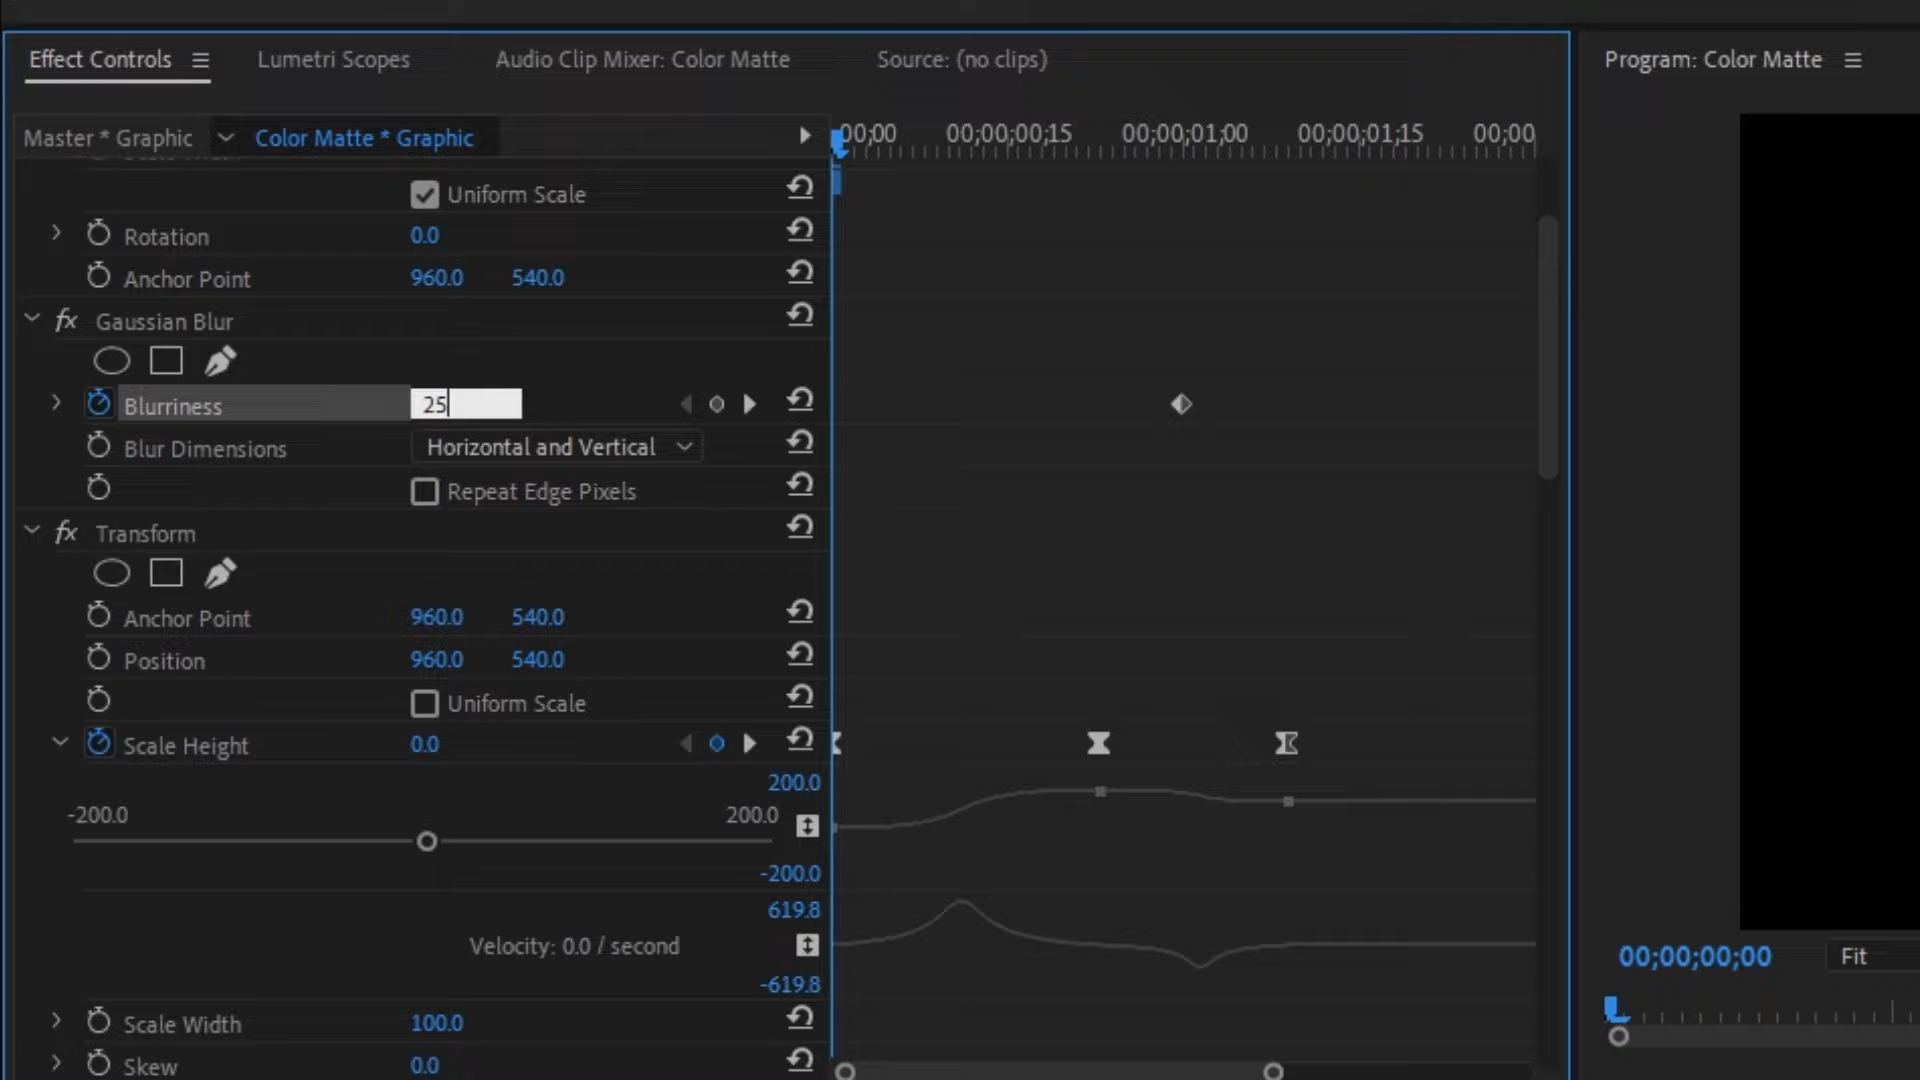 Effect Controls Lumetri Scopes Audio Clip Mixer: Color Matte Source: (no clips) Program: Color Matte
Master * Graphic Color Matte * Graphic 00;00 00;00;00;15 00;00;01;00 00;00;01;15 00;00
Uniform Scale
Rotation 0.0
Anchor Point 960.0 540.0
fx Gaussian Blur
Blurriness 25
Blur Dimensions Horizontal and Vertical
Repeat Edge Pixels
fx Transform
Anchor Point 960.0 540.0
Position 960.0 540.0
Uniform Scale
Scale Height 0.0
200.0
-200.0 200.0
-200.0
619.8
Velocity: 0.0 / second
-619.8
00;00;00;00 Fit
Scale Width 100.0
Skew 0.0